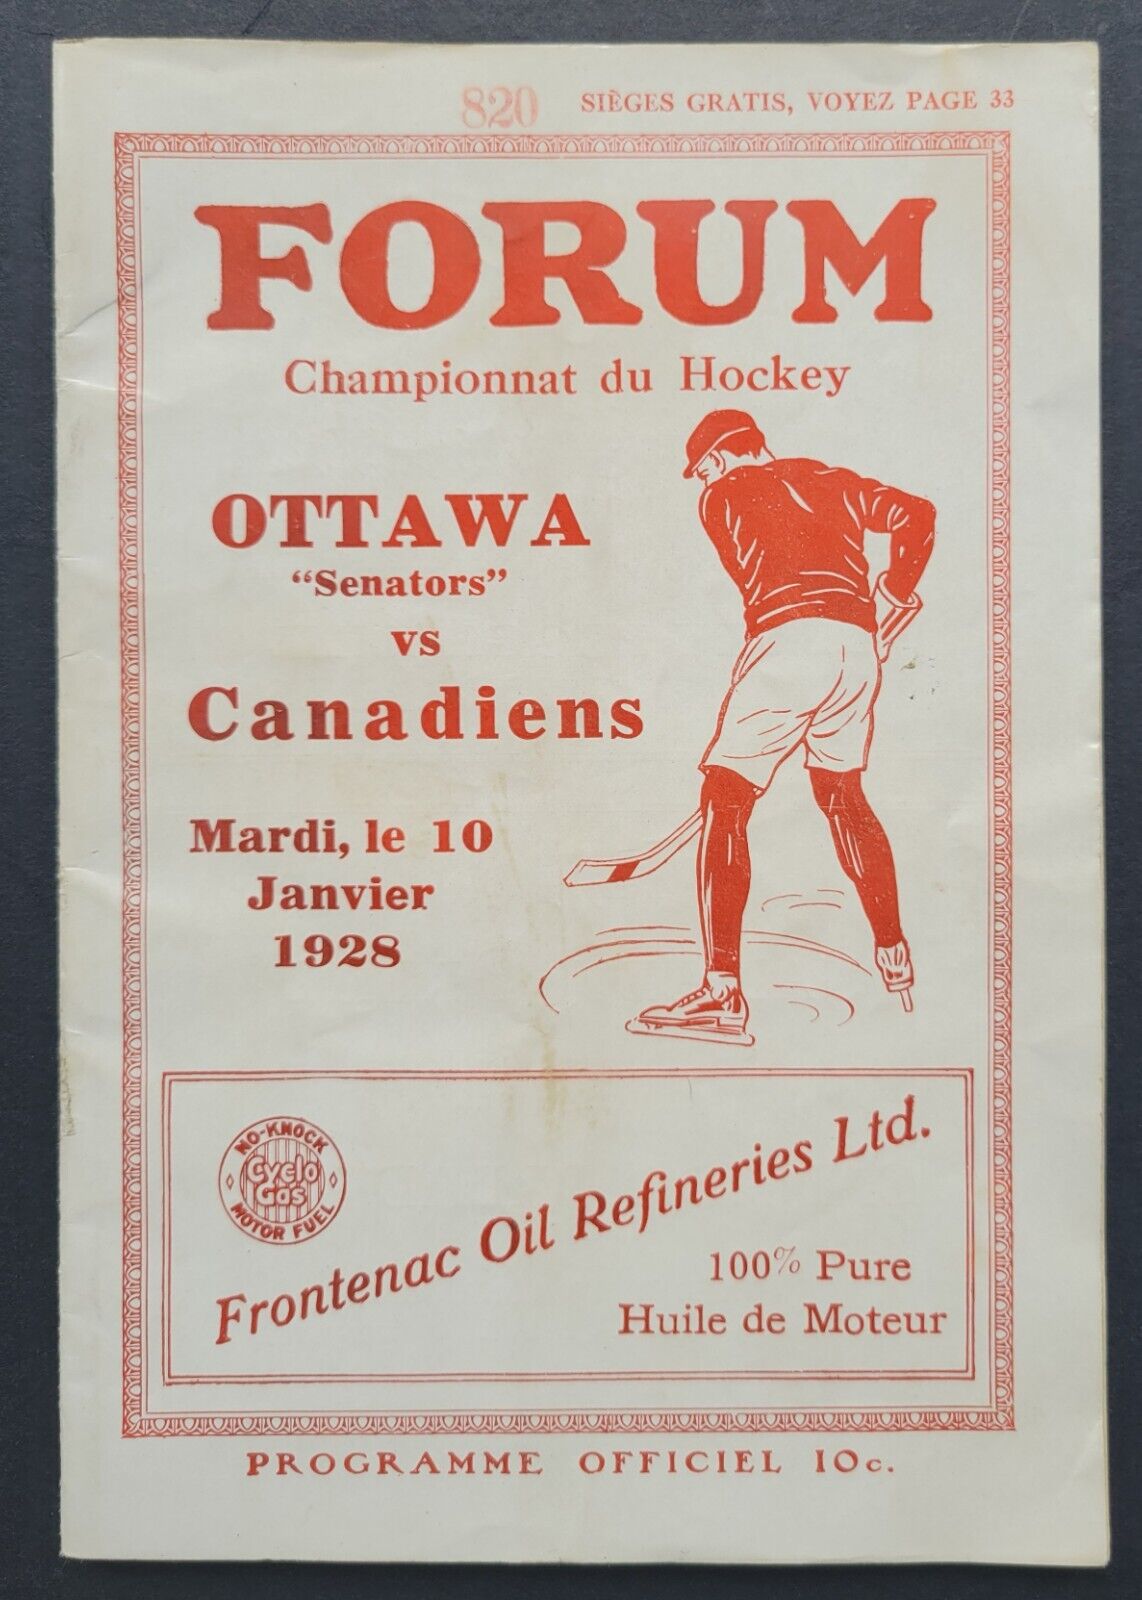 820 SIÈGES GRATIS, VOYEZ PAGE 33
FORUM
Championnat du Hockey
OTTAWA
“Senators”
vs
Canadiens
Mardi, le 10
Janvier
1928
NO-KNOCK
Cyclo
Gas
MOTOR FUEL
Frontenac Oil Refineries Ltd.
100% Pure
Huile de Moteur
PROGRAMME OFFICIEL 10c.